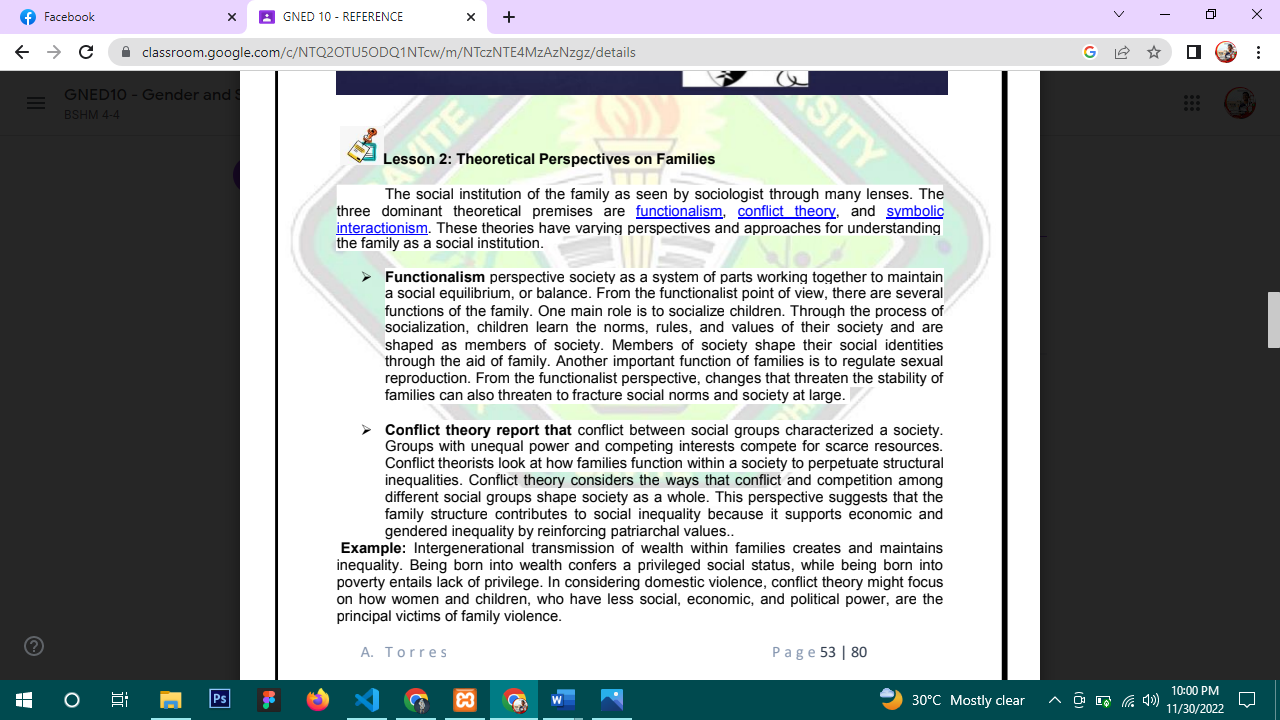 Facebook
GNED 10 - REFERENCE
classroom.google.com/c/NTQ2OTU5ODQ1NTcw/m/NTczNTE4MzAzNzgz/details
GNED10 - Gender and S
BSHM 4-4
Lesson 2: Theoretical Perspectives on Families
The social institution of the family as seen by sociologist through many lenses. The
three dominant theoretical premises are functionalism, conflict theory, and symbolic
interactionism. These theories have varying perspectives and approaches for understanding
the family as a social institution.
➢ Functionalism perspective society as a system of parts working together to maintain
a social equilibrium, or balance. From the functionalist point of view, there are several
functions of the family. One main role is to socialize children. Through the process of
socialization, children learn the norms, rules, and values of their society and are
shaped as members of society. Members of society shape their social identities
through the aid of family. Another important function of families is to regulate sexual
reproduction. From the functionalist perspective, changes that threaten the stability of
families can also threaten to fracture social norms and society at large.
➢ Conflict theory report that conflict between social groups characterized a society.
Groups with unequal power and competing interests compete for scarce resources.
Conflict theorists look at how families function within a society to perpetuate structural
inequalities. Conflict theory considers the ways that conflict and competition among
different social groups shape society as a whole. This perspective suggests that the
family structure contributes to social inequality because it supports economic and
gendered inequality by reinforcing patriarchal values..
Example: Intergenerational transmission of wealth within families creates and maintains
inequality. Being born into wealth confers a privileged social status, while being born into
poverty entails lack of privilege. In considering domestic violence, conflict theory might focus
on how women and children, who have less social, economic, and political power, are the
principal victims of family violence.
A. Torres
Page 53 | 80
30°C Mostly clear
10:00 PM
11/30/2022